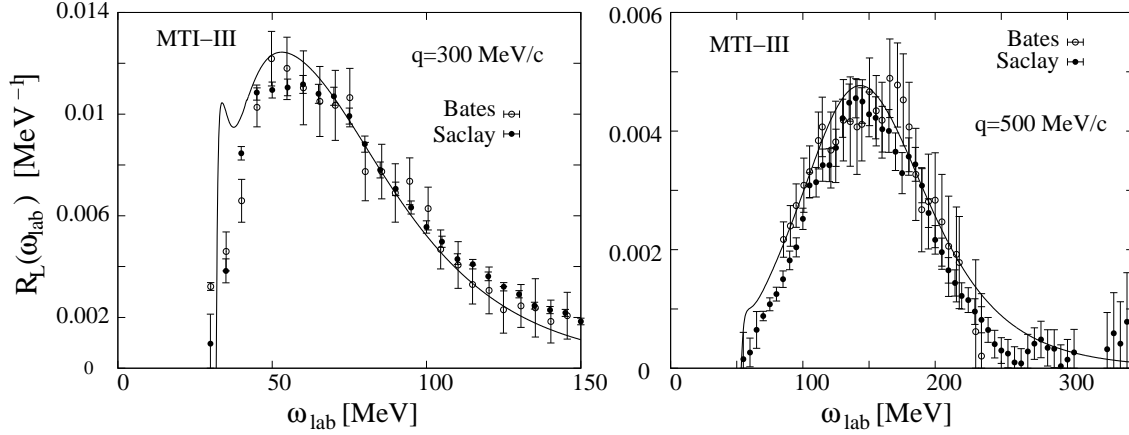 R_L(ω_lab) [MeV⁻¹]
0.014
0.01
0.006
0.002
0
MTI−III
q=300 MeV/c
Bates
Saclay
0 50 100 150
ω_lab [MeV]
0.006
0.004
0.002
0
MTI−III
Bates
Saclay
q=500 MeV/c
0 100 200 300
ω_lab [MeV]